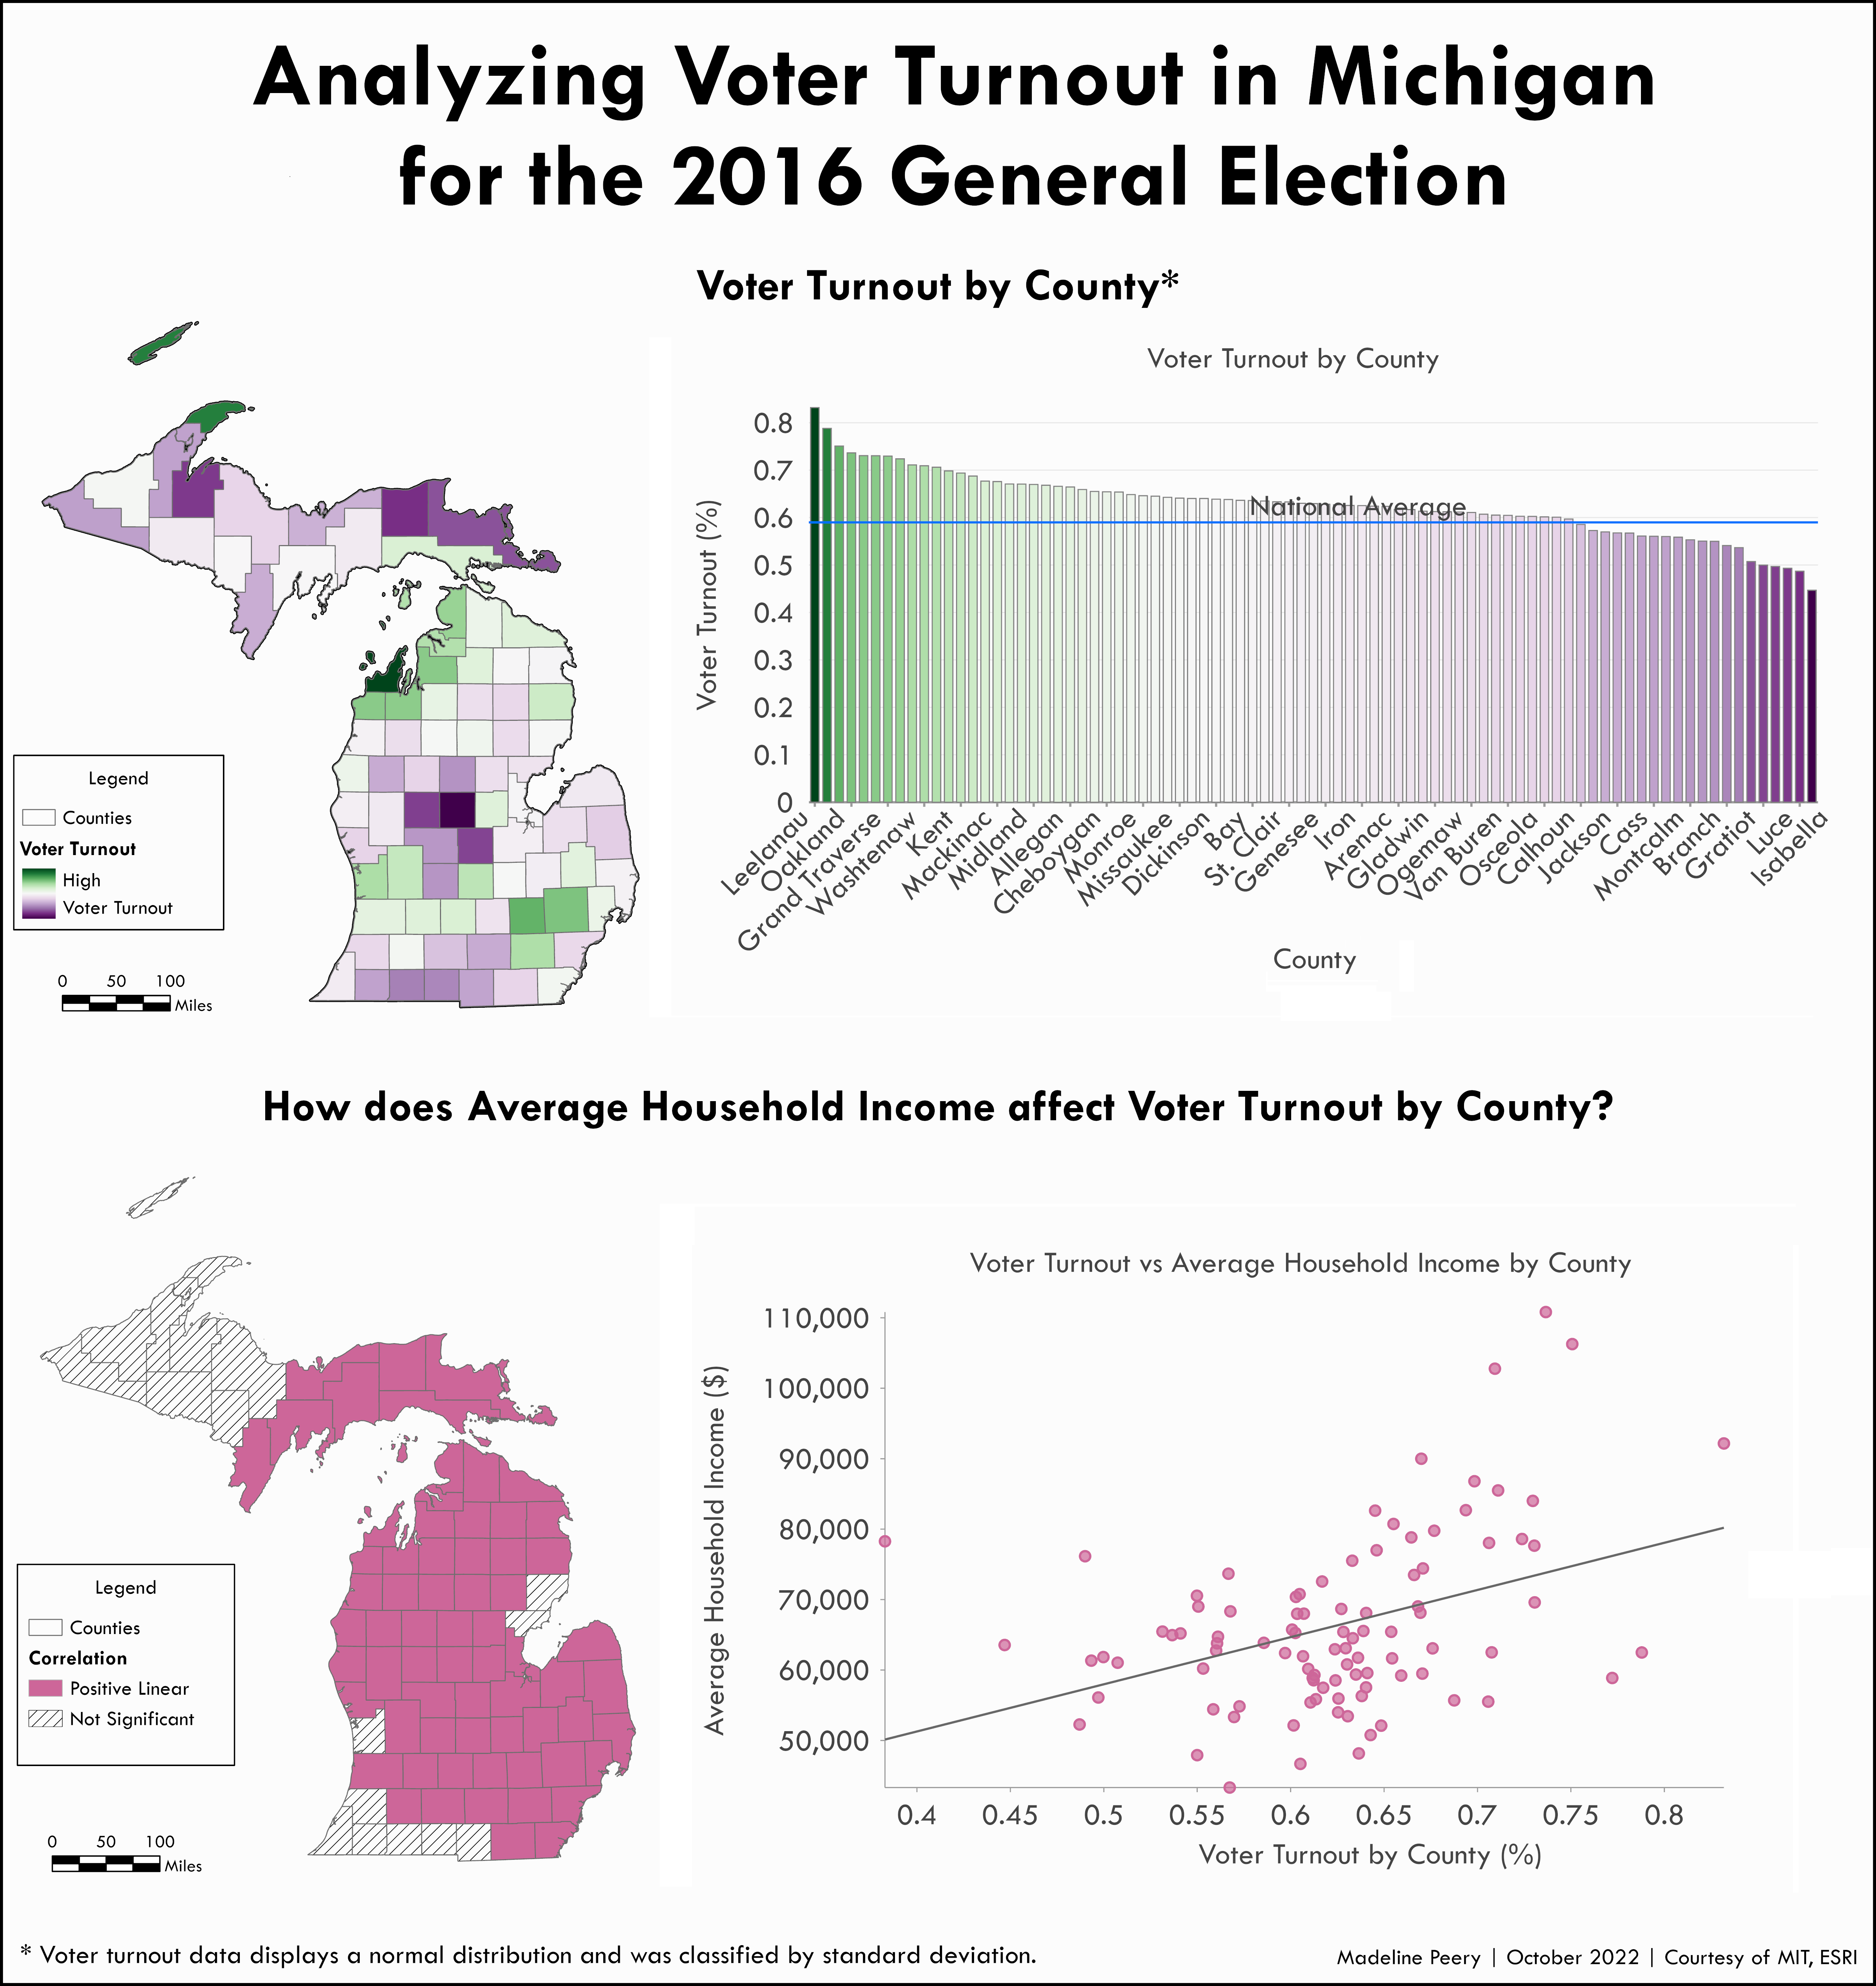 Analyzing Voter Turnout in Michigan
for the 2016 General Election
Voter Turnout by County*
Legend
Counties
Voter Turnout
High
Voter Turnout
0 50 100
Miles
Voter Turnout by County
Voter Turnout (%)
0.8
0.7
0.6
0.5
0.4
0.3
0.2
0.1
0
National Average
Leelanau
Oakland
Grand Traverse
Washtenaw
Kent
Mackinac
Midland
Allegan
Cheboygan
Monroe
Missaukee
Dickinson
Bay
St. Clair
Genesee
Iron
Arenac
Gladwin
Ogemaw
Van Buren
Osceola
Calhoun
Jackson
Cass
Montcalm
Branch
Gratiot
Luce
Isabella
County
How does Average Household Income affect Voter Turnout by County?
Legend
Counties
Correlation
Positive Linear
Not Significant
0 50 100
Miles
Voter Turnout vs Average Household Income by County
Average Household Income ($)
110,000
100,000
90,000
80,000
70,000
60,000
50,000
0.4 0.45 0.5 0.55 0.6 0.65 0.7 0.75 0.8
Voter Turnout by County (%)
* Voter turnout data displays a normal distribution and was classified by standard deviation.
Madeline Peery | October 2022 | Courtesy of MIT, ESRI